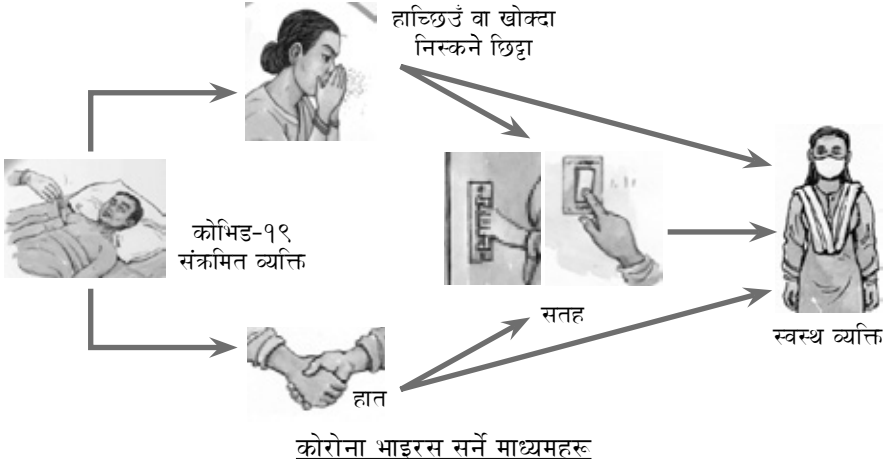 हाच्छिउँ वा खोक्दा
निस्कने छिट्टा
कोभिड-१९
संक्रमित व्यक्ति
सतह
स्वस्थ व्यक्ति
हात
कोरोना भाइरस सर्ने माध्यमहरू